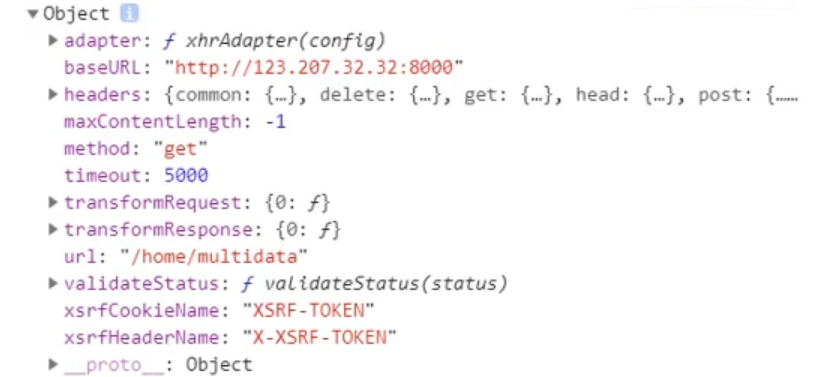 ▼Object i
▶adapter: ƒ xhrAdapter(config)
baseURL: "http://123.207.32.32:8000"
▶headers: {common: {…}, delete: {…}, get: {…}, head: {…}, post: {……
maxContentLength: -1
method: "get"
timeout: 5000
▶transformRequest: {0: ƒ}
▶transformResponse: {0: ƒ}
url: "/home/multidata"
▶validateStatus: ƒ validateStatus(status)
xsrfCookieName: "XSRF-TOKEN"
xsrfHeaderName: "X-XSRF-TOKEN"
▶__proto__: Object